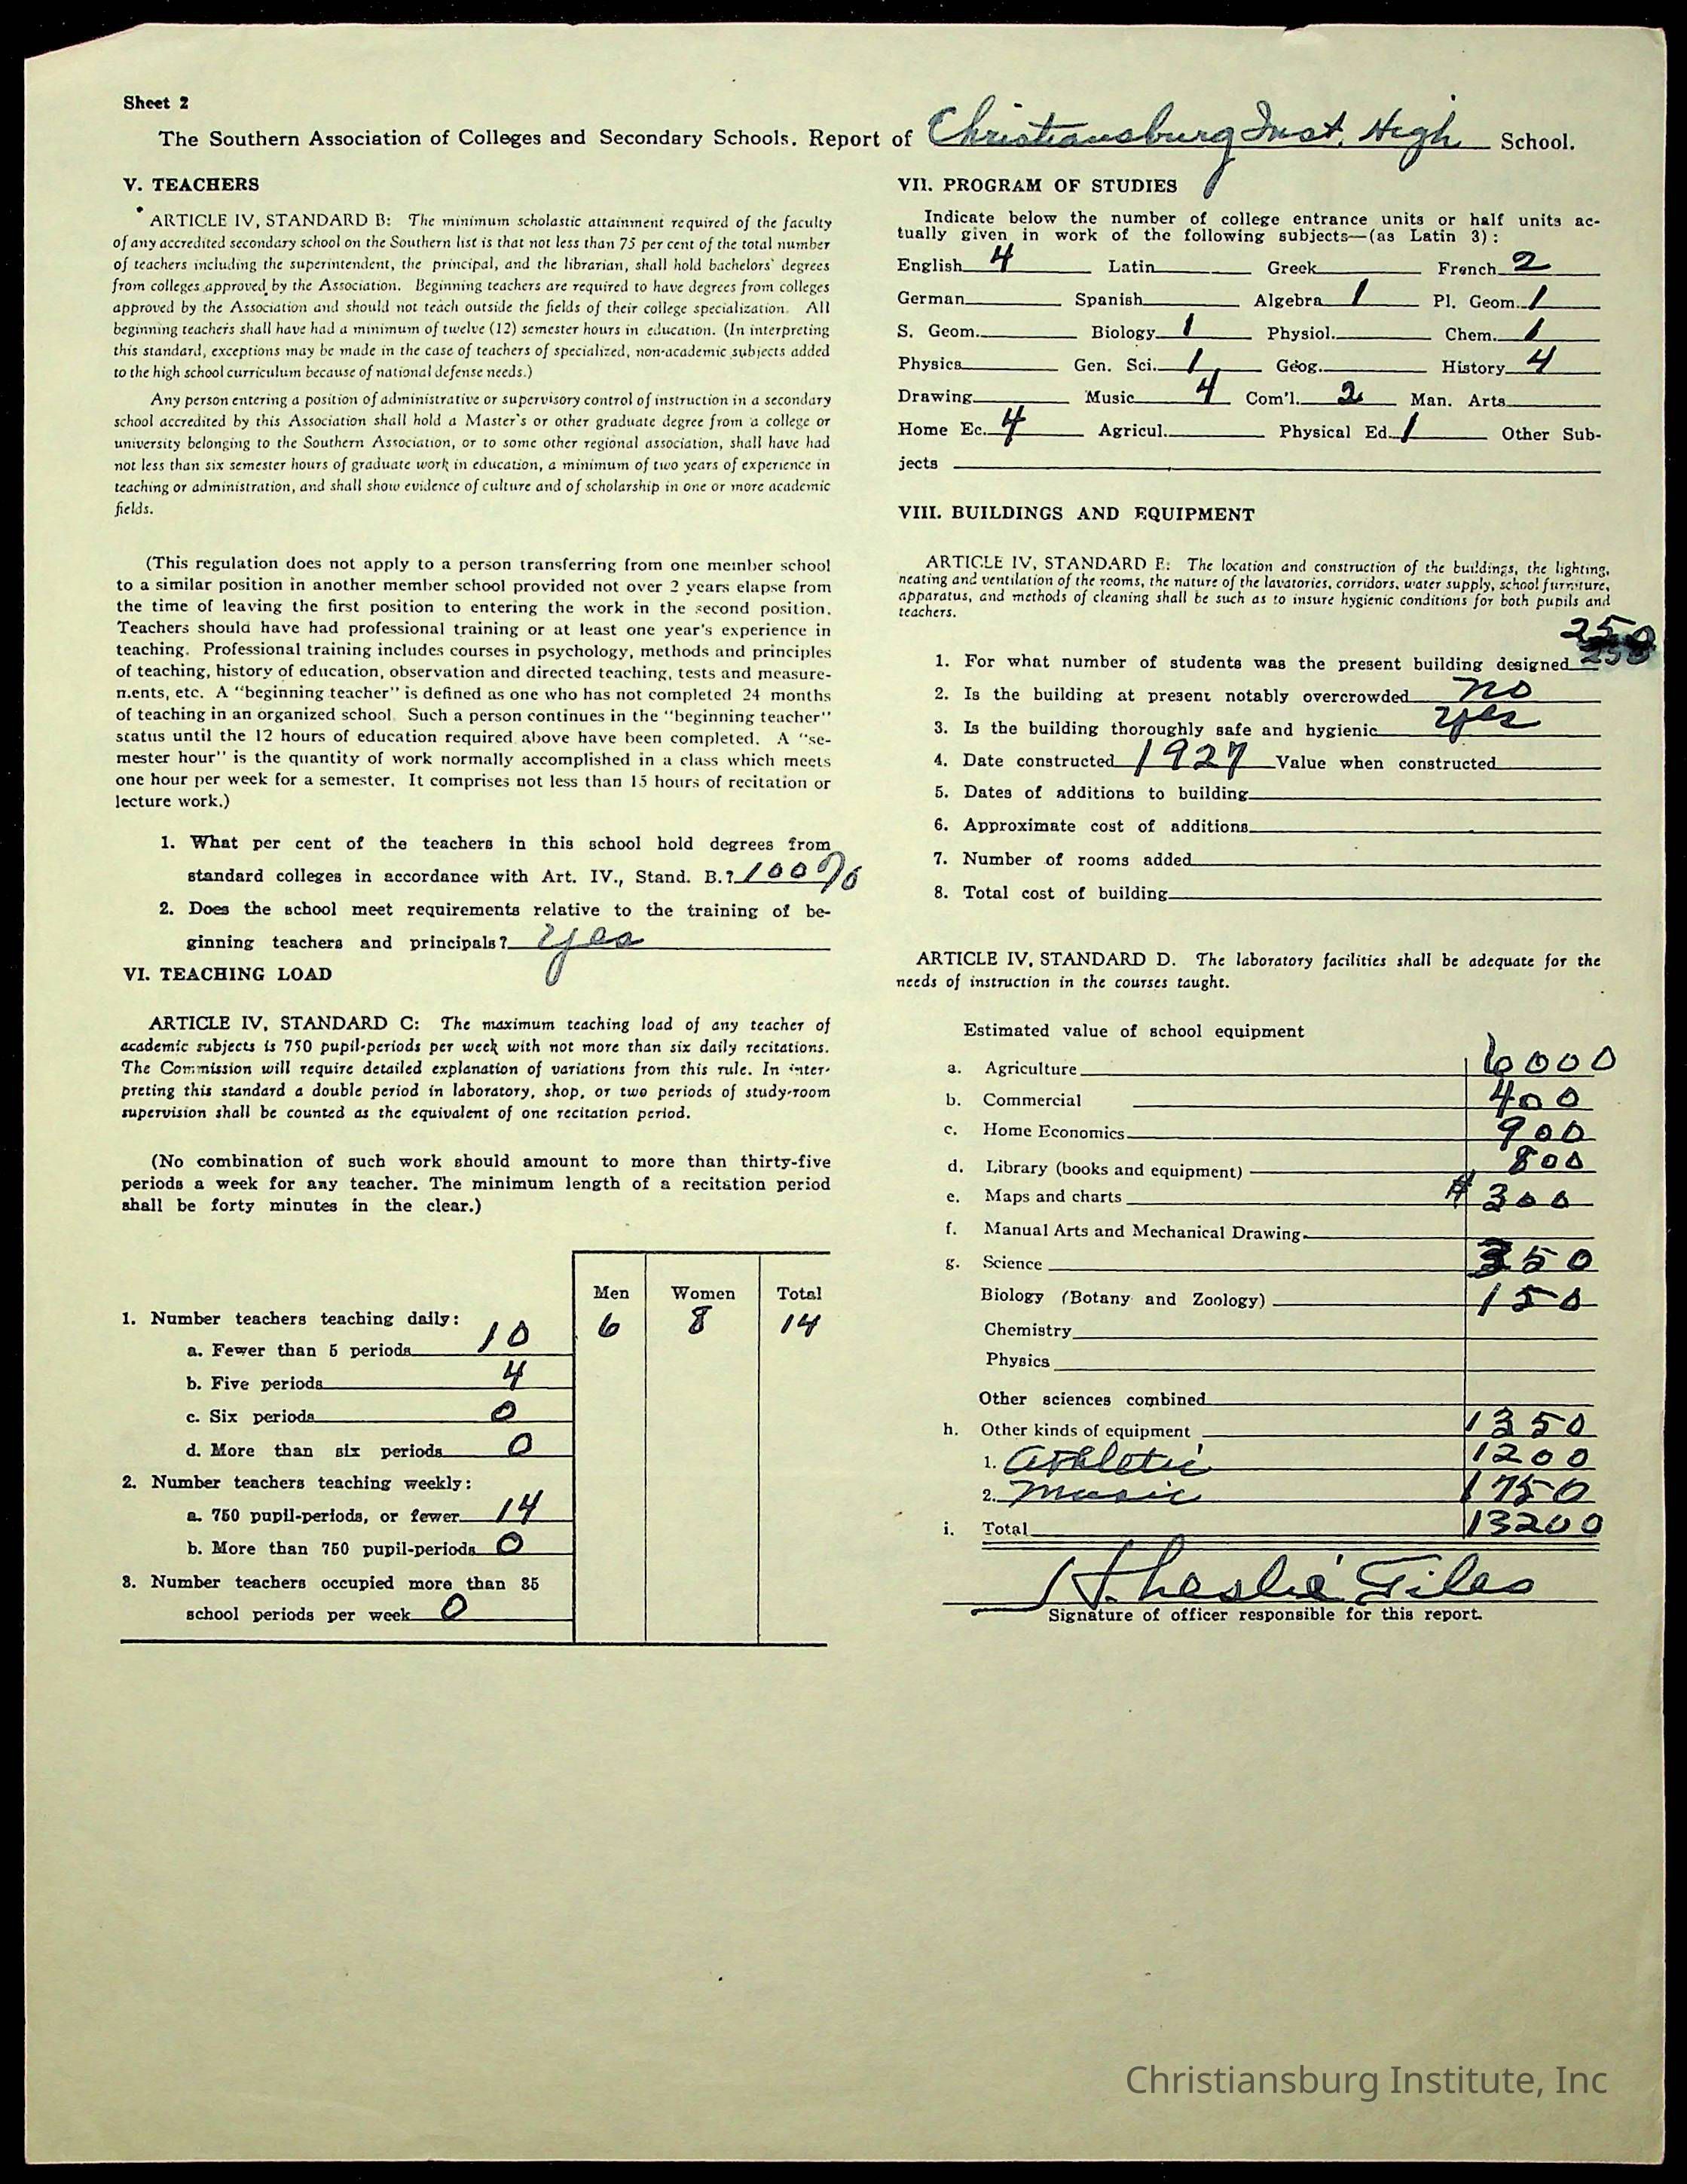 Sheet 2
The Southern Association of Colleges and Secondary Schools. Report of Christiansburg Inst. High School.
V. TEACHERS
ARTICLE IV, STANDARD B: The minimum scholastic attainment required of the faculty
of any accredited secondary school on the Southern list is that not less than 75 per cent of the total number
of teachers including the superintendent, the principal, and the librarian, shall hold bachelors' degrees
from colleges approved by the Association. Beginning teachers are required to have degrees from colleges
approved by the Association and should not teach outside the fields of their college specialization. All
beginning teachers shall have had a minimum of twelve (12) semester hours in education. (In interpreting
this standard, exceptions may be made in the case of teachers of specialized, non-academic subjects added
to the high school curriculum because of national defense needs.)
Any person entering a position of administrative or supervisory control of instruction in a secondary
school accredited by this Association shall hold a Master's or other graduate degree from a college or
university belonging to the Southern Association, or to some other regional association, shall have had
not less than six semester hours of graduate work in education, a minimum of two years of experience in
teaching or administration, and shall show evidence of culture and of scholarship in one or more academic
fields.
(This regulation does not apply to a person transferring from one member school
to a similar position in another member school provided not over 2 years elapse from
the time of leaving the first position to entering the work in the second position.
Teachers should have had professional training or at least one year's experience in
teaching. Professional training includes courses in psychology, methods and principles
of teaching, history of education, observation and directed teaching, tests and measure-
ments, etc. A "beginning teacher" is defined as one who has not completed 24 months
of teaching in an organized school. Such a person continues in the "beginning teacher"
status until the 12 hours of education required above have been completed. A "se-
mester hour" is the quantity of work normally accomplished in a class which meets
one hour per week for a semester. It comprises not less than 15 hours of recitation or
lecture work.)
1. What per cent of the teachers in this school hold degrees from
standard colleges in accordance with Art. IV., Stand. B.? 100%
2. Does the school meet requirements relative to the training of be-
ginning teachers and principals? yes
VI. TEACHING LOAD
ARTICLE IV, STANDARD C: The maximum teaching load of any teacher of
academic subjects is 750 pupil-periods per week with not more than six daily recitations.
The Commission will require detailed explanation of variations from this rule. In inter-
preting this standard a double period in laboratory, shop, or two periods of study-room
supervision shall be counted as the equivalent of one recitation period.
(No combination of such work should amount to more than thirty-five
periods a week for any teacher. The minimum length of a recitation period
shall be forty minutes in the clear.)
Men Women Total
1. Number teachers teaching daily: 6 8 14
a. Fewer than 5 periods 10
b. Five periods 4
c. Six periods 0
d. More than six periods 0
2. Number teachers teaching weekly:
a. 750 pupil-periods, or fewer 14
b. More than 750 pupil-periods 0
3. Number teachers occupied more than 35
school periods per week 0
VII. PROGRAM OF STUDIES
Indicate below the number of college entrance units or half units ac-
tually given in work of the following subjects—(as Latin 3):
English 4 Latin Greek French 2
German Spanish Algebra 1 Pl. Geom. 1
S. Geom. Biology 1 Physiol. Chem. 1
Physics Gen. Sci. 1 Geog. History 4
Drawing Music 4 Com'l. 2 Man. Arts
Home Ec. 4 Agricul. Physical Ed. 1 Other Sub-
jects
VIII. BUILDINGS AND EQUIPMENT
ARTICLE IV, STANDARD E: The location and construction of the buildings, the lighting,
heating and ventilation of the rooms, the nature of the lavatories, corridors, water supply, school furniture,
apparatus, and methods of cleaning shall be such as to insure hygienic conditions for both pupils and
teachers.
1. For what number of students was the present building designed 250
2. Is the building at present notably overcrowded no
3. Is the building thoroughly safe and hygienic yes
4. Date constructed 1927 Value when constructed
5. Dates of additions to building
6. Approximate cost of additions
7. Number of rooms added
8. Total cost of building
ARTICLE IV, STANDARD D. The laboratory facilities shall be adequate for the
needs of instruction in the courses taught.
Estimated value of school equipment
a. Agriculture 6000
b. Commercial 400
c. Home Economics 900
d. Library (books and equipment) 800
e. Maps and charts $ 300
f. Manual Arts and Mechanical Drawing
g. Science 350
Biology (Botany and Zoology) 150
Chemistry
Physics
Other sciences combined
h. Other kinds of equipment 1350
1. Athletic 1200
2. Music 1750
i. Total 13200
H. Leslie Giles
Signature of officer responsible for this report.
Christiansburg Institute, Inc